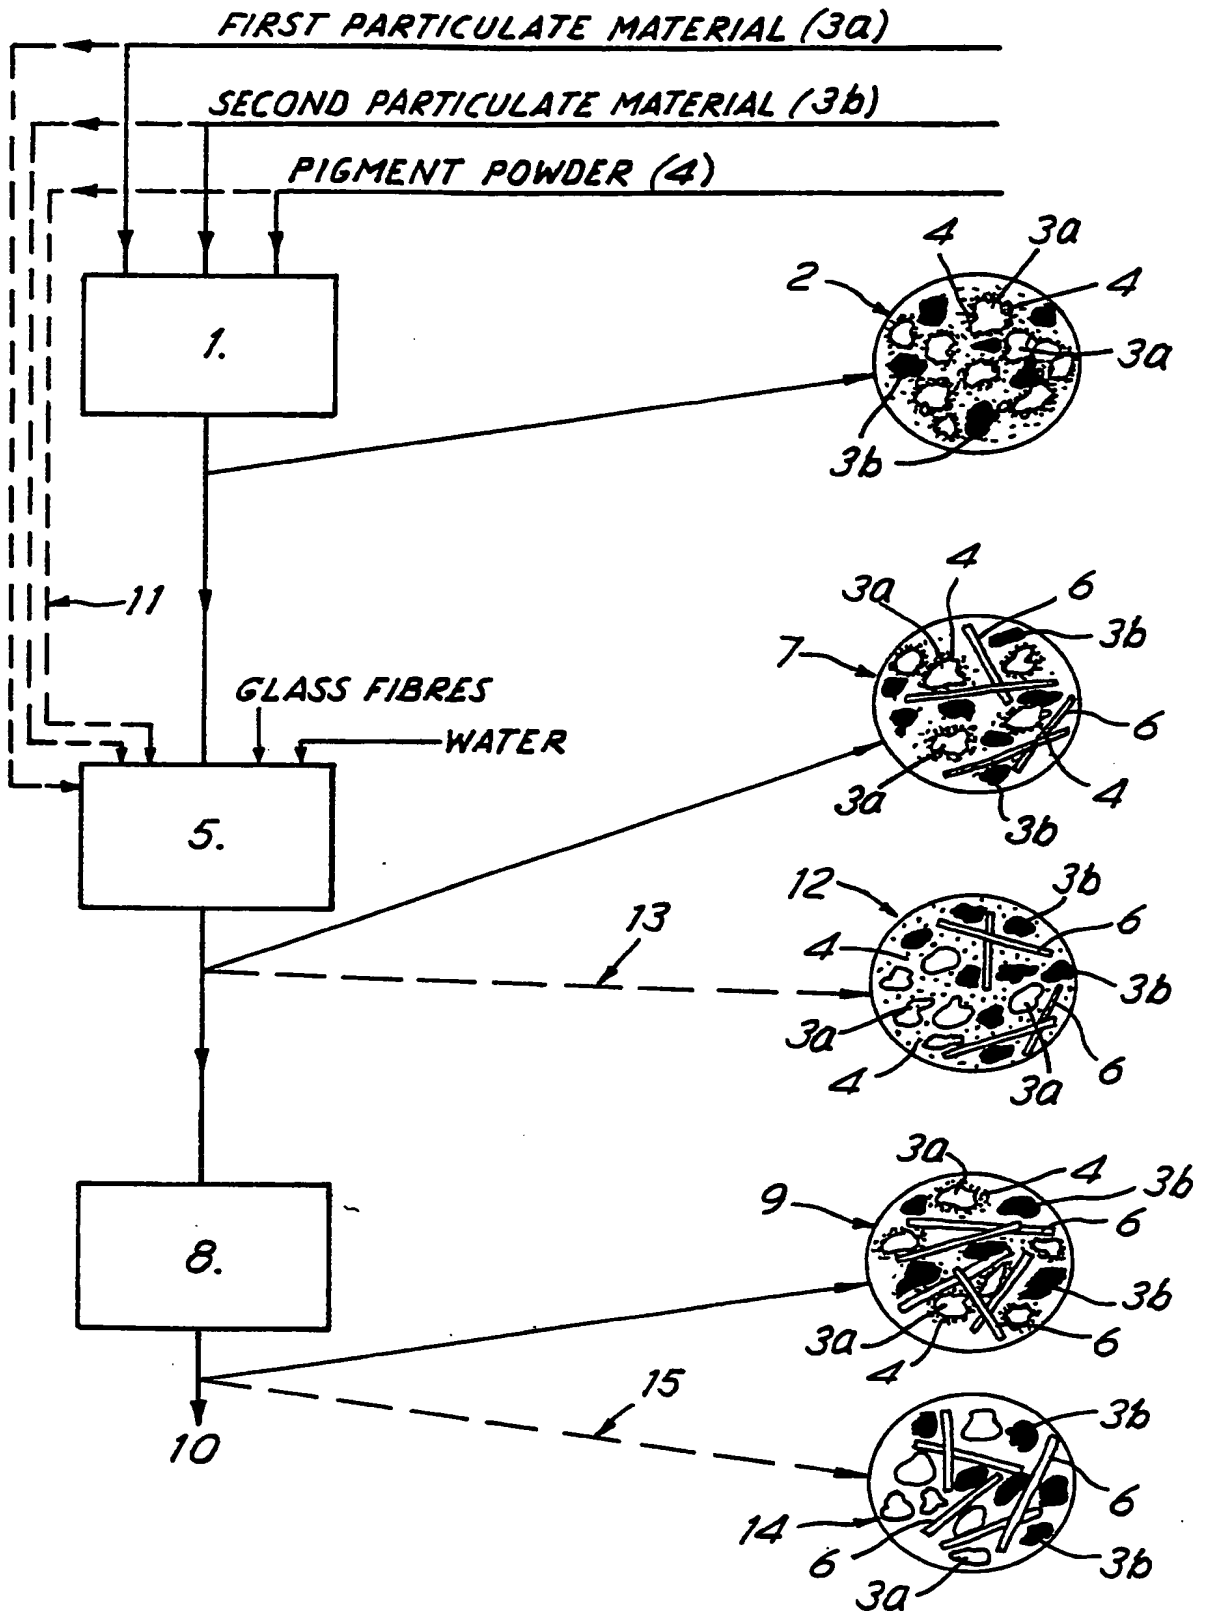 FIRST PARTICULATE MATERIAL (3a)
SECOND PARTICULATE MATERIAL (3b)
PIGMENT POWDER (4)
4 3a
2 4
1. 3a
3b
4
3a 6
11 3b
7
GLASS FIBRES
WATER 6
5. 3a 4
3b
12 3b
13 6
4
3b
3a
4 3a 6
3a 4
9 3b
6
8. 3b
3a 6
4
15
10 3b
6
14
6 3b
3a